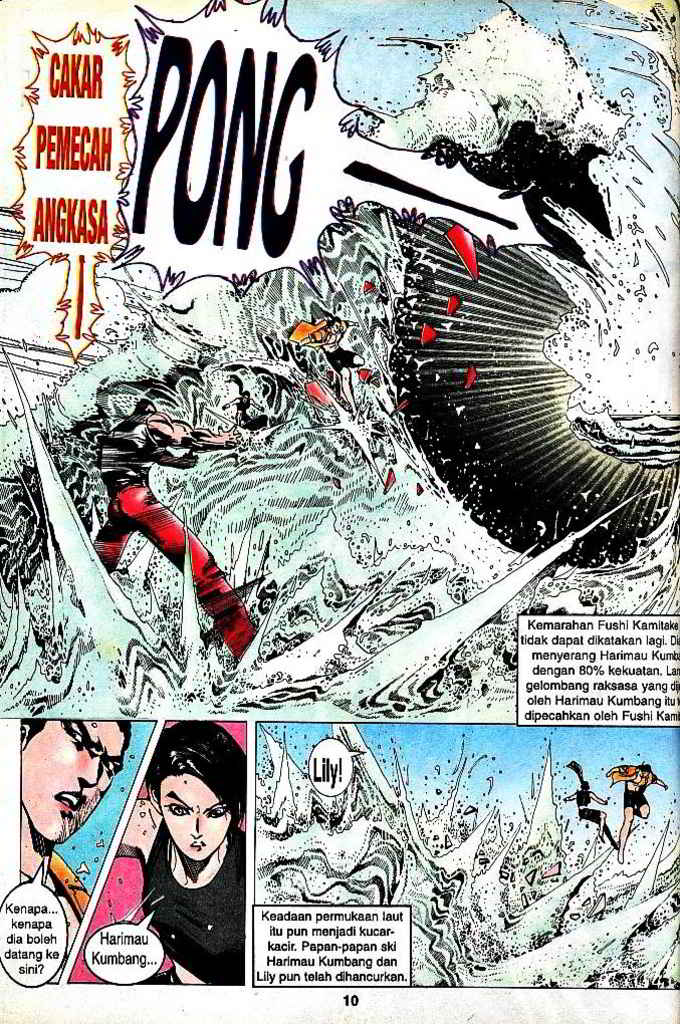 CAKAR
PEMECAH
ANGKASA
PONG
Kemarahan Fushi Kamitake
tidak dapat dikatakan lagi.
menyerang Harimau
dengan 80% kekuatan.
gelombang raksasa yang
oleh Harimau Kumbang itu
dipecahkan oleh Fushi
Kenapa...
kenapa
dia boleh
datang ke
sini?
Harimau
Kumbang...
Lily!
Keadaan permukaan laut
itu pun menjadi kucar-
kacir. Papan-papan ski
Harimau Kumbang dan
Lily pun telah dihancurkan.
10